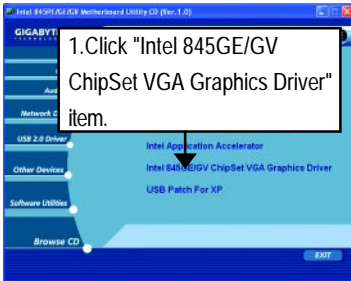 Intel 845PE/GE/GV Motherboard Utility CD (Ver.1.0)
GIGABYT
1.Click "Intel 845GE/GV
ChipSet VGA Graphics Driver"
item.
Network D
USB 2.0 Driver
Other Devices
Software Utilities
Browse CD
Intel Application Accelerator
Intel 845GE/GV ChipSet VGA Graphics Driver
USB Patch For XP
EXIT